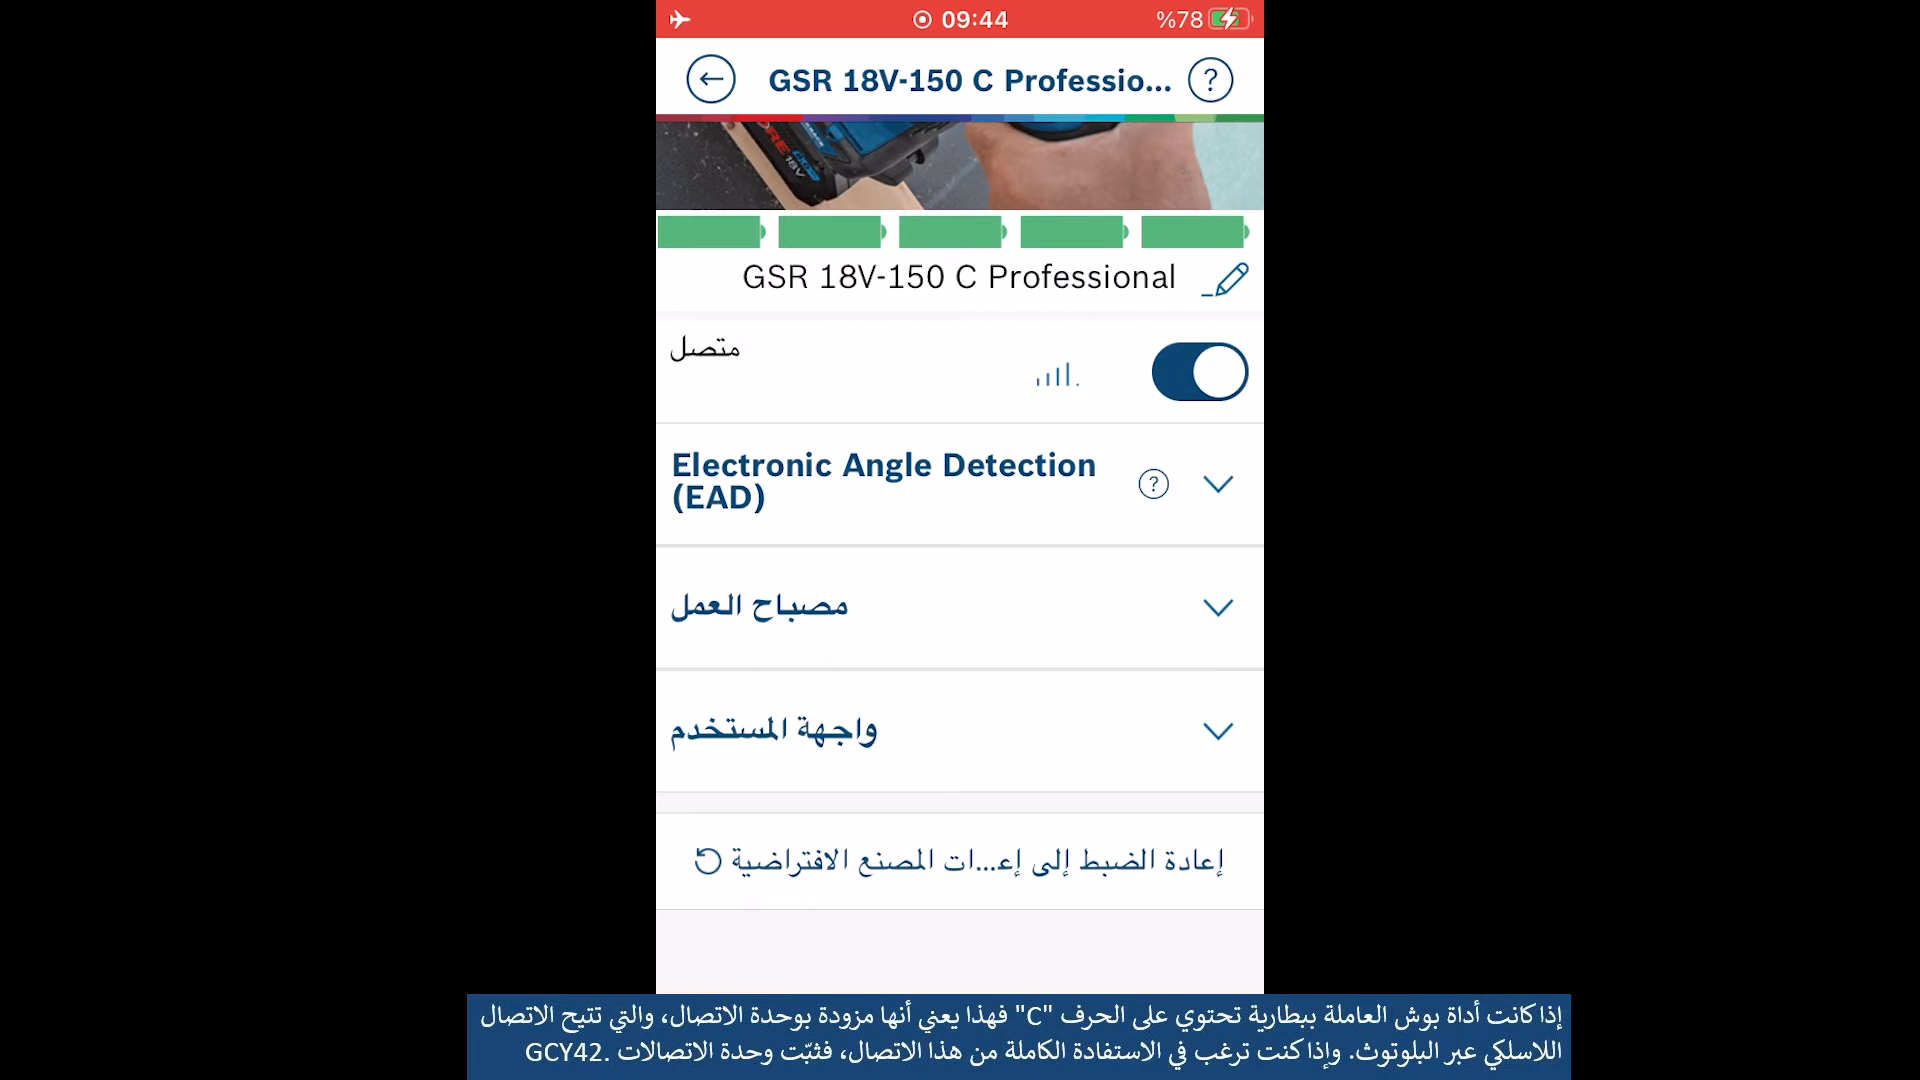 09:44
%78
GSR 18V-150 C Professio...
?
18V
GSR 18V-150 C Professional
متصل
Electronic Angle Detection
(EAD)
?
مصباح العمل
واجهة المستخدم
إعادة الضبط إلى إعـ...ات المصنع الافتراضية
إذا كانت أداة بوش العاملة ببطارية تحتوي على الحرف "C" فهذا يعني أنها مزودة بوحدة الاتصال، والتي تتيح الاتصال
اللاسلكي عبر البلوتوث. وإذا كنت ترغب في الاستفادة الكاملة من هذا الاتصال، فثبّت وحدة الاتصالات GCY42.